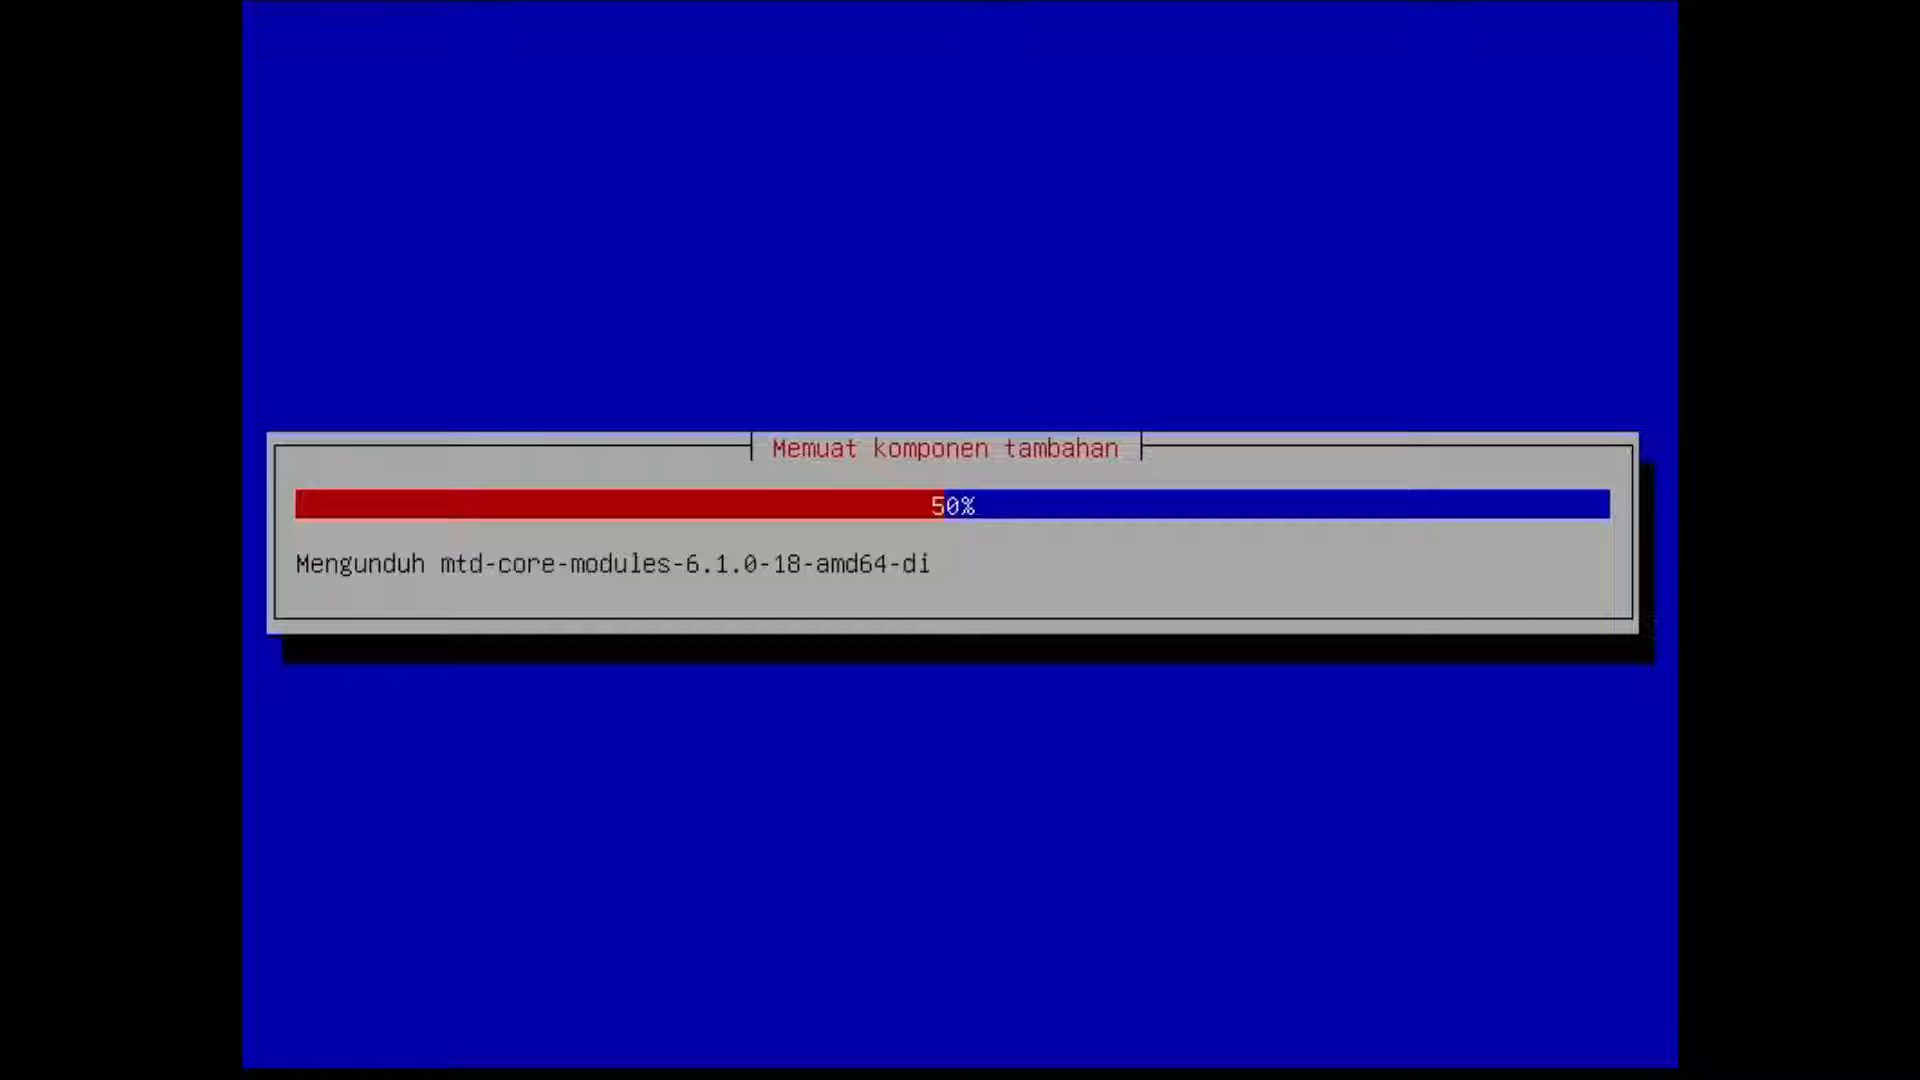 Memuat komponen tambahan
50%
Mengunduh mtd-core-modules-6.1.0-18-amd64-di